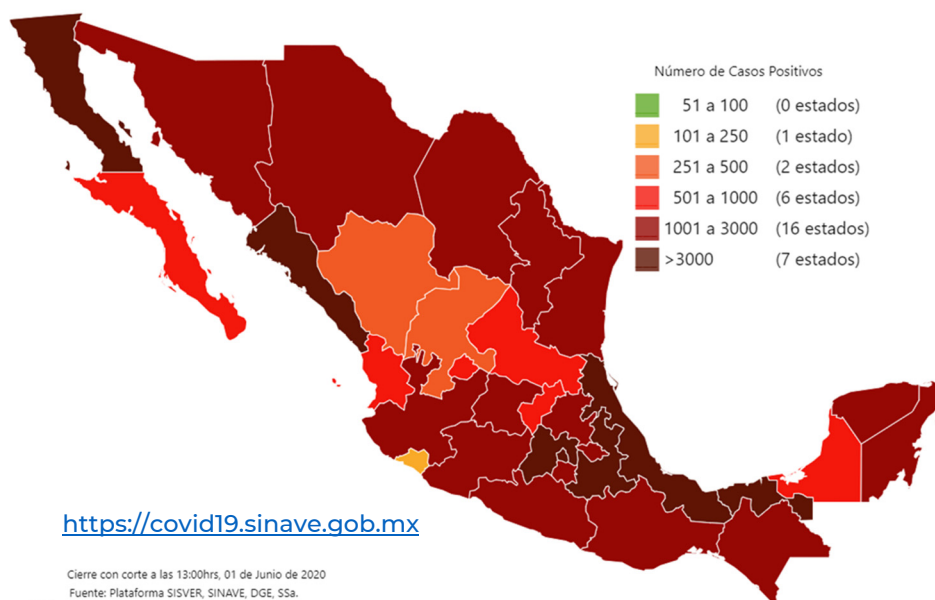 Número de Casos Positivos
51 a 100 (0 estados)
101 a 250 (1 estado)
251 a 500 (2 estados)
501 a 1000 (6 estados)
1001 a 3000 (16 estados)
>3000 (7 estados)
https://covid19.sinave.gob.mx
Cierre con corte a las 13:00hrs, 01 de Junio de 2020
Fuente: Plataforma SISVER, SINAVE, DGE, SSa.